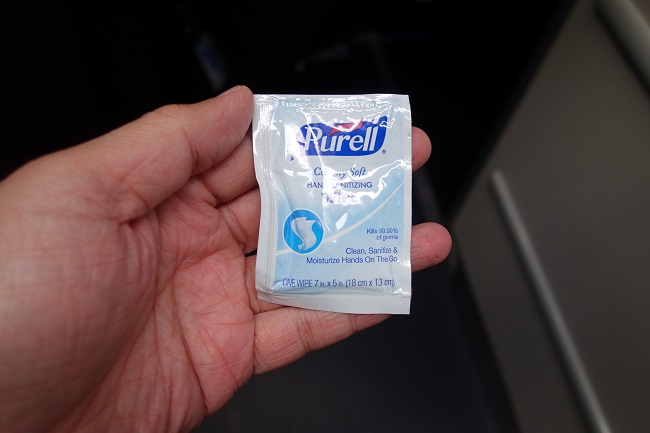 Purell
Cottony Soft
HAND SANITIZING
Kills 99.99%
of germs
Clean, Sanitize &
Moisturize Hands On The Go
ONE WIPE 7 in. x 5 in. (18 cm x 13 cm)